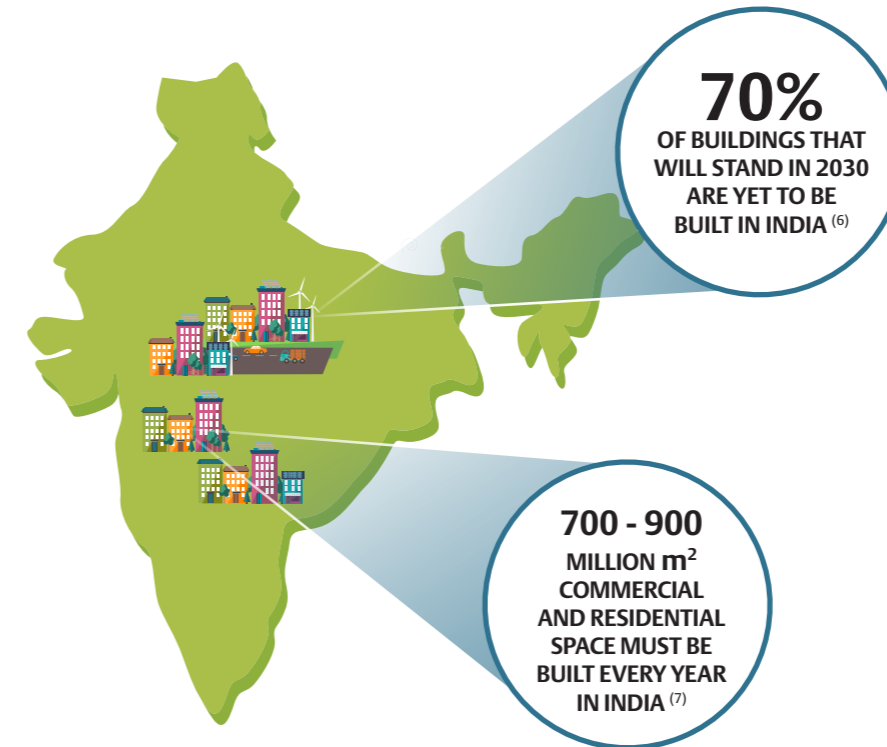 70%
OF BUILDINGS THAT
WILL STAND IN 2030
ARE YET TO BE
BUILT IN INDIA (6)
700 - 900
MILLION m²
COMMERCIAL
AND RESIDENTIAL
SPACE MUST BE
BUILT EVERY YEAR
IN INDIA (7)